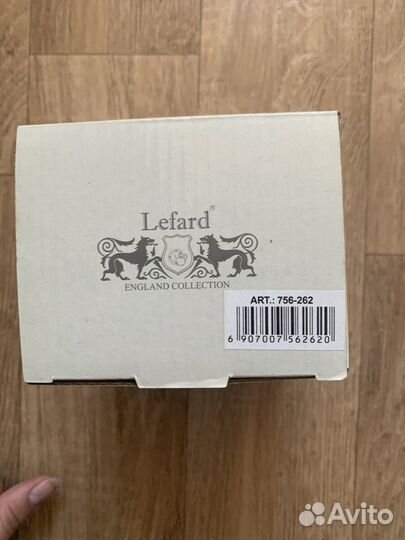 Lefard®
ENGLAND COLLECTION
ART.: 756-262
6 907007 562620
Avito